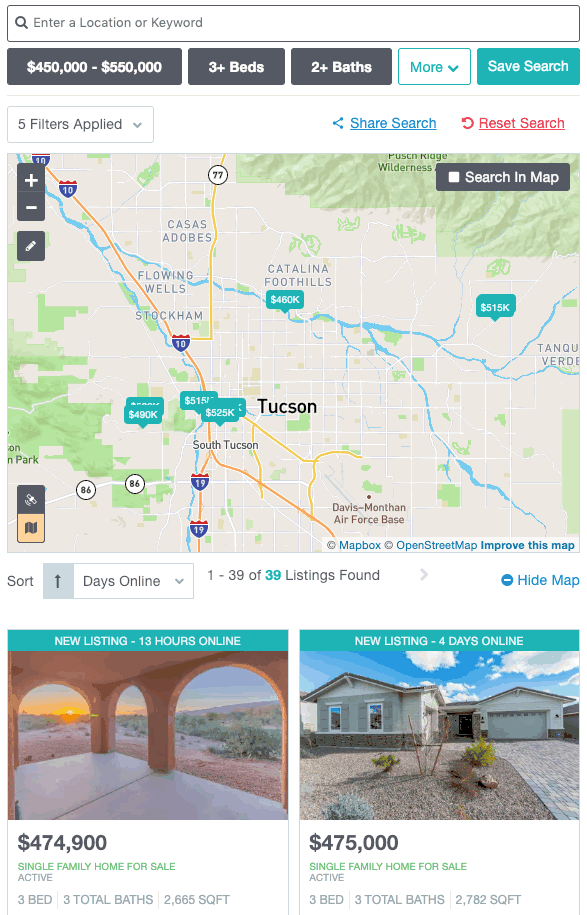 Enter a Location or Keyword
$450,000 - $550,000 3+ Beds 2+ Baths More Save Search
5 Filters Applied Share Search Reset Search
Pusch Ridge
Wilderness
Search In Map
10
77
10
CASAS
ADOBES
CATALINA
FOOTHILLS
FLOWING
WELLS
$460K
$515K
STOCKHAM
10
TANQU
VERDE
$490K
$515
$525K
K
Tucson
South Tucson
son
n Park
86
86
19
Davis-Monthan
Air Force Base
19
© Mapbox © OpenStreetMap Improve this map
Sort Days Online 1 - 39 of 39 Listings Found Hide Map
NEW LISTING - 13 HOURS ONLINE
$474,900
SINGLE FAMILY HOME FOR SALE
ACTIVE
3 BED 3 TOTAL BATHS 2,665 SQFT
NEW LISTING - 4 DAYS ONLINE
$475,000
SINGLE FAMILY HOME FOR SALE
ACTIVE
3 BED 3 TOTAL BATHS 2,782 SQFT